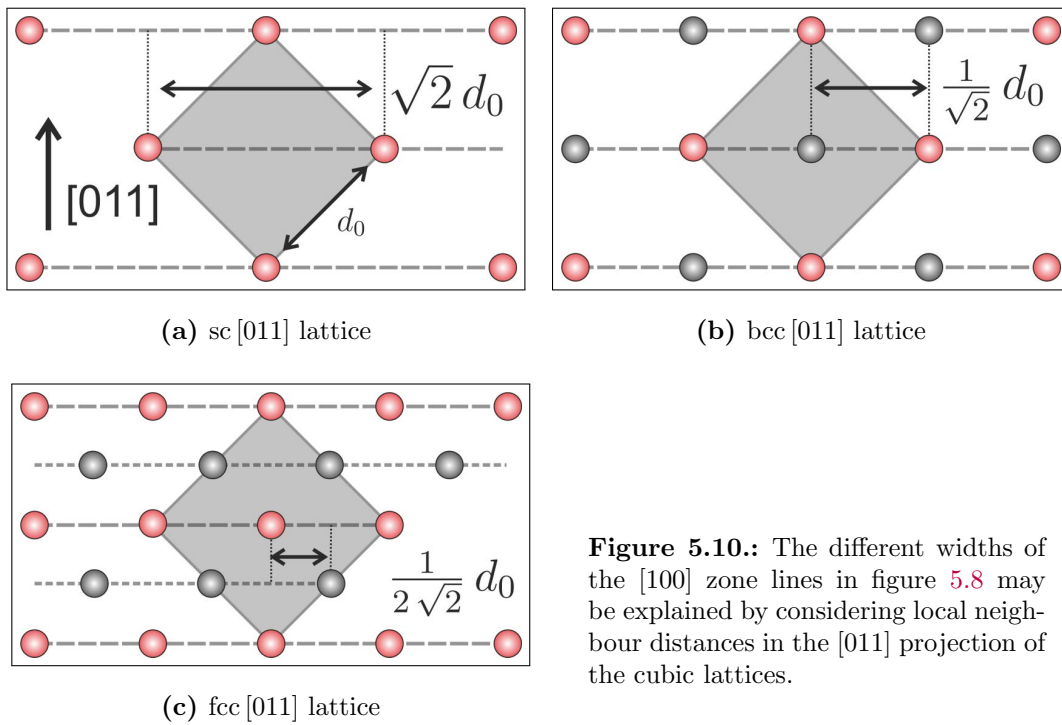 √2 d₀
[011]
d₀
(a) sc [011] lattice
1/√2 d₀
(b) bcc [011] lattice
1/(2 √2) d₀
(c) fcc [011] lattice
Figure 5.10.: The different widths of
the [100] zone lines in figure 5.8 may
be explained by considering local neigh-
bour distances in the [011] projection of
the cubic lattices.